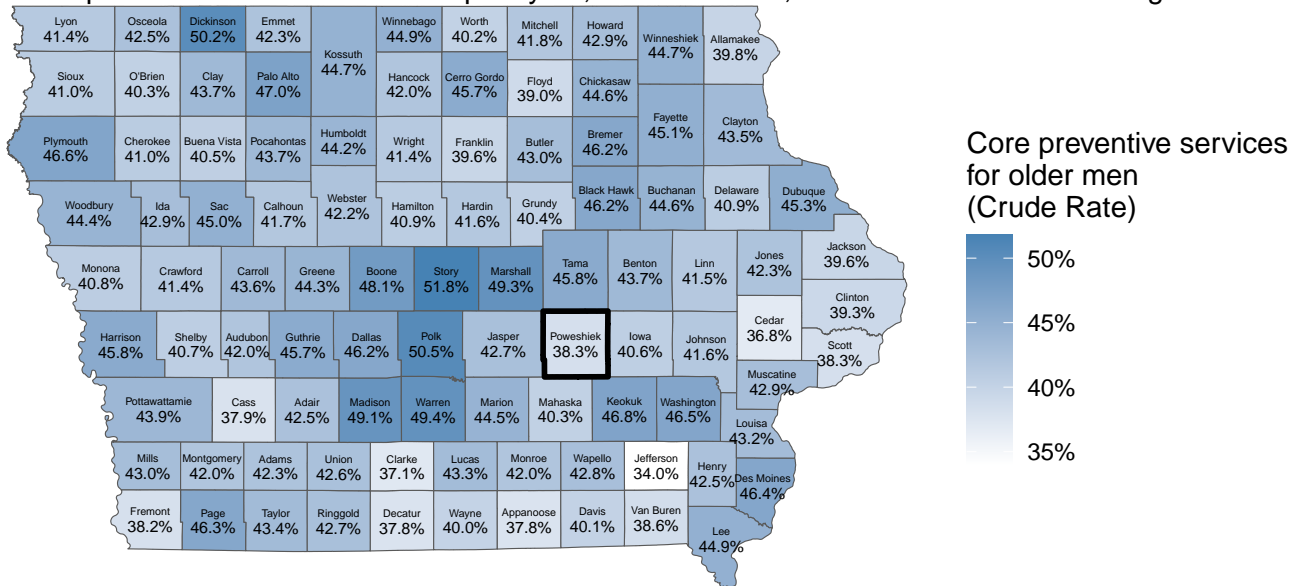 Lyon
41.4%
Osceola
42.5%
Dickinson
50.2%
Emmet
42.3%
Kossuth
44.7%
Winnebago
44.9%
Worth
40.2%
Mitchell
41.8%
Howard
42.9%
Winneshiek
44.7%
Allamakee
39.8%
Sioux
41.0%
O'Brien
40.3%
Clay
43.7%
Palo Alto
47.0%
Hancock
42.0%
Cerro Gordo
45.7%
Floyd
39.0%
Chickasaw
44.6%
Fayette
45.1%
Clayton
43.5%
Plymouth
46.6%
Cherokee
41.0%
Buena Vista
40.5%
Pocahontas
43.7%
Humboldt
44.2%
Wright
41.4%
Franklin
39.6%
Butler
43.0%
Bremer
46.2%
Woodbury
44.4%
Ida
42.9%
Sac
45.0%
Calhoun
41.7%
Webster
42.2%
Hamilton
40.9%
Hardin
41.6%
Grundy
40.4%
Black Hawk
46.2%
Buchanan
44.6%
Delaware
40.9%
Dubuque
45.3%
Monona
40.8%
Crawford
41.4%
Carroll
43.6%
Greene
44.3%
Boone
48.1%
Story
51.8%
Marshall
49.3%
Tama
45.8%
Benton
43.7%
Linn
41.5%
Jones
42.3%
Jackson
39.6%
Clinton
39.3%
Cedar
36.8%
Scott
38.3%
Harrison
45.8%
Shelby
40.7%
Audubon
42.0%
Guthrie
45.7%
Dallas
46.2%
Polk
50.5%
Jasper
42.7%
Poweshiek
38.3%
Iowa
40.6%
Johnson
41.6%
Muscatine
42.9%
Pottawattamie
43.9%
Cass
37.9%
Adair
42.5%
Madison
49.1%
Warren
49.4%
Marion
44.5%
Mahaska
40.3%
Keokuk
46.8%
Washington
46.5%
Louisa
43.2%
Mills
43.0%
Montgomery
42.0%
Adams
42.3%
Union
42.6%
Clarke
37.1%
Lucas
43.3%
Monroe
42.0%
Wapello
42.8%
Jefferson
34.0%
Henry
42.5%
Des Moines
46.4%
Fremont
38.2%
Page
46.3%
Taylor
43.4%
Ringgold
42.7%
Decatur
37.8%
Wayne
40.0%
Appanoose
37.8%
Davis
40.1%
Van Buren
38.6%
Lee
44.9%
Core preventive services
for older men
(Crude Rate)
50%
45%
40%
35%